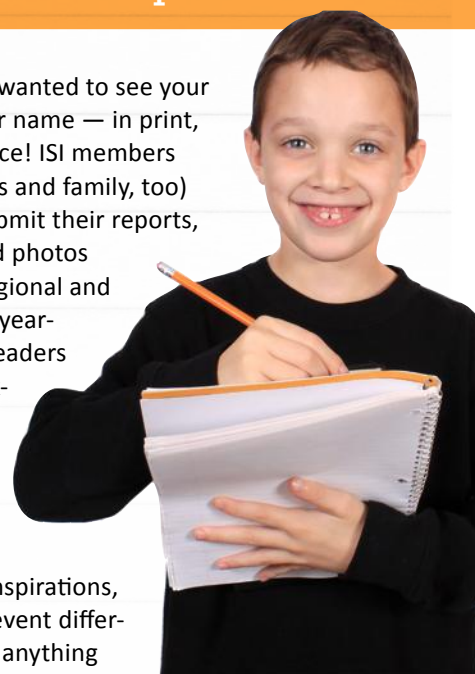 wanted to see your
r name — in print,
ce! ISI members
s and family, too)
bmit their reports,
d photos
gional and
year-
eaders
-
nspirations,
event differ-
anything